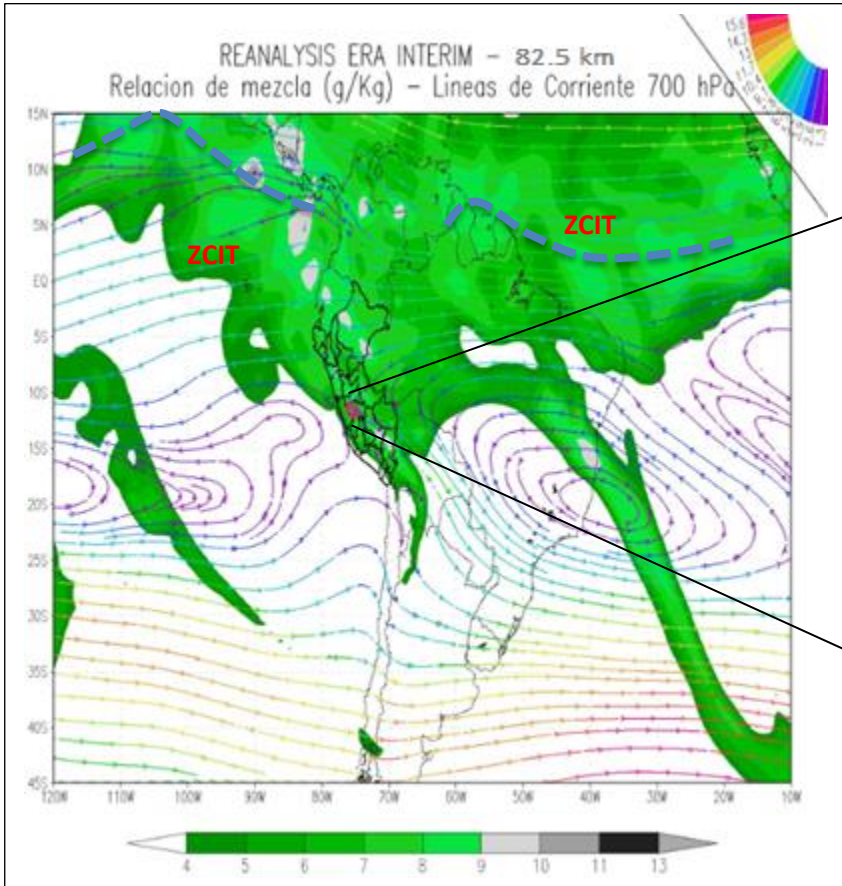 REANALYSIS ERA INTERIM - 82.5 km
Relacion de mezcla (g/Kg) - Lineas de Corriente 700 hPa
15N
10N
5N
EQ
5S
10S
15S
20S
25S
30S
35S
40S
45S
ZCIT
ZCIT
120W 110W 100W 90W 80W 70W 60W 50W 40W 30W 20W 10W
4 5 6 7 8 9 10 11 13